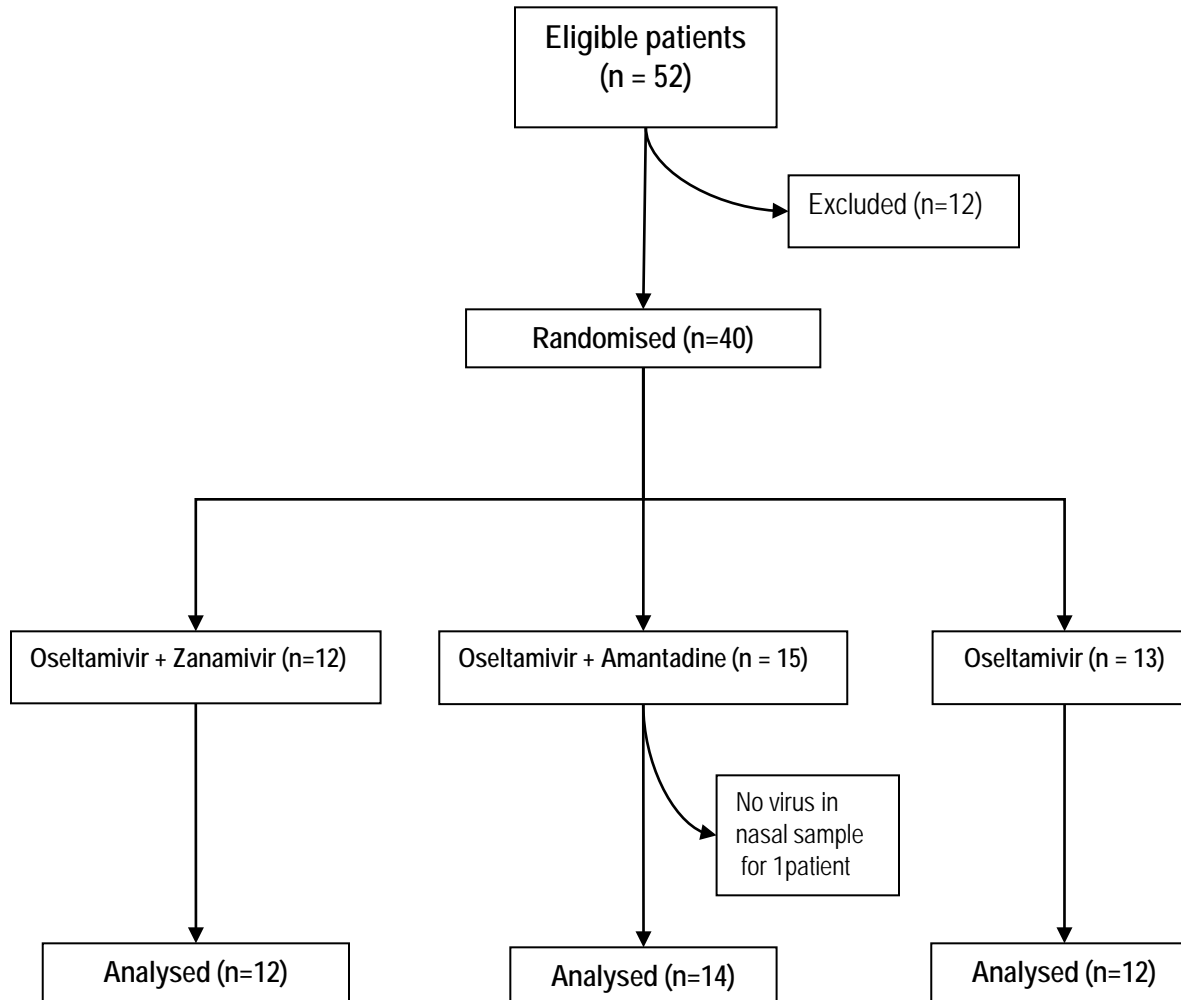 Eligible patients
(n = 52)
Excluded (n=12)
Randomised (n=40)
Oseltamivir + Zanamivir (n=12)
Oseltamivir + Amantadine (n = 15)
Oseltamivir (n = 13)
No virus in
nasal sample
for 1patient
Analysed (n=12)
Analysed (n=14)
Analysed (n=12)